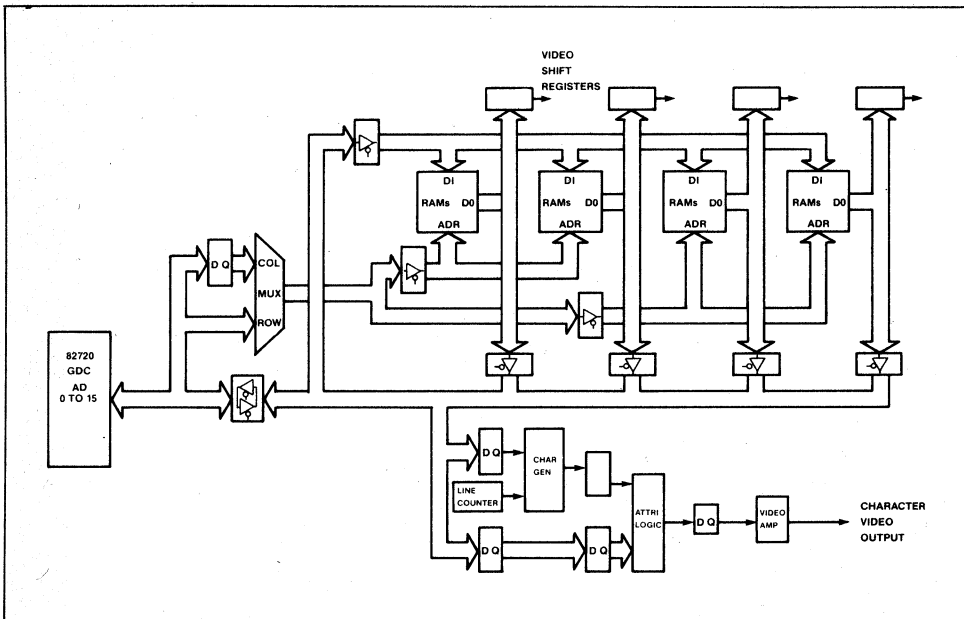 VIDEO
SHIFT
REGISTERS
DI
RAMs D0
ADR
DI
RAMs D0
ADR
DI
RAMs D0
ADR
DI
RAMs D0
ADR
D Q
COL
MUX
ROW
82720
GDC
AD
0 TO 15
D Q
CHAR
GEN
LINE
COUNTER
ATTRI
LOGIC
D Q
VIDEO
AMP
CHARACTER
VIDEO
OUTPUT
D Q
D Q